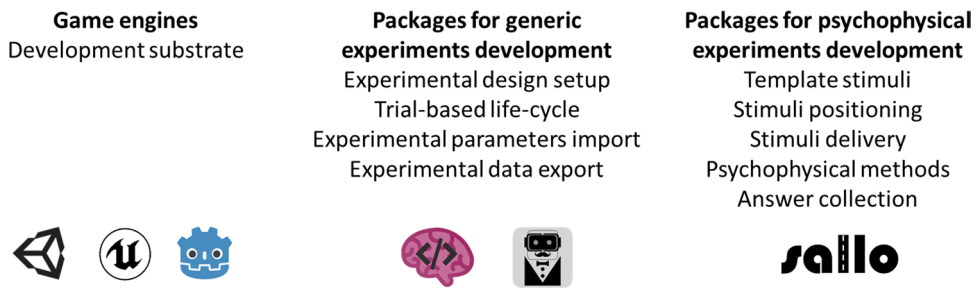 Game engines
Development substrate
Packages for generic
experiments development
Experimental design setup
Trial-based life-cycle
Experimental parameters import
Experimental data export
Packages for psychophysical
experiments development
Template stimuli
Stimuli positioning
Stimuli delivery
Psychophysical methods
Answer collection
</>
sallo